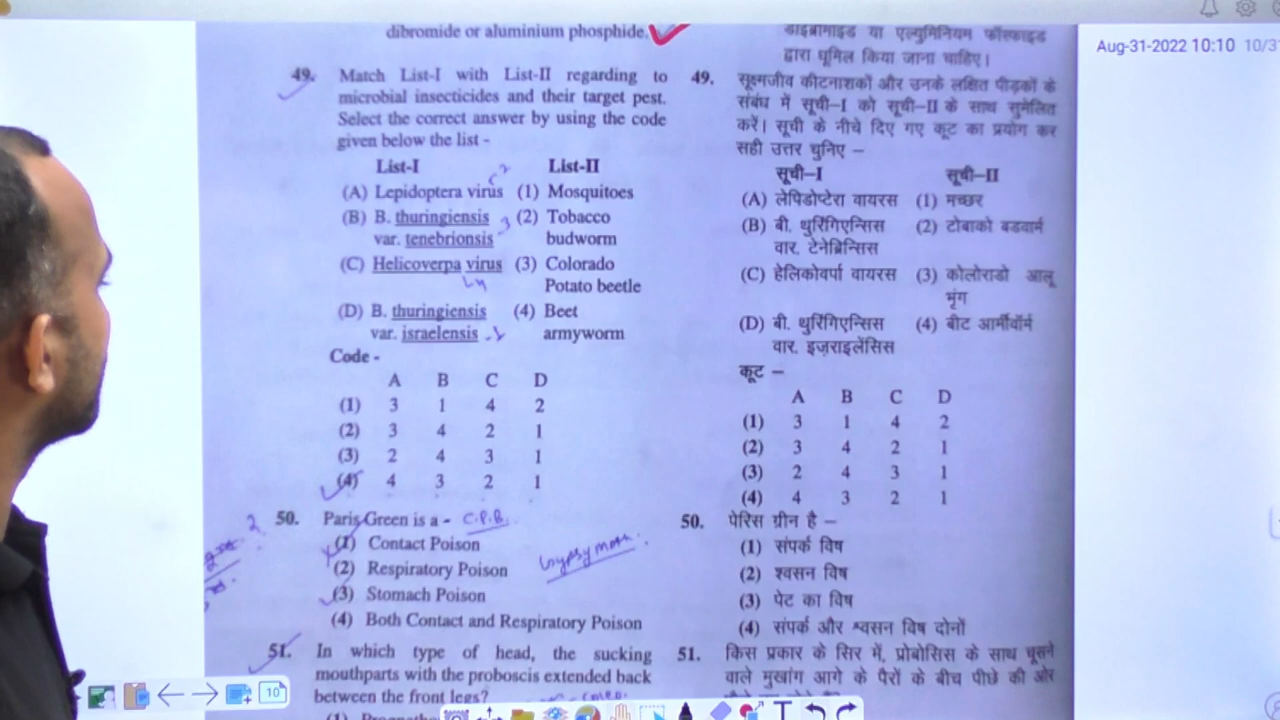 Aug-31-2022 10:10 10/3
dibromide or aluminium phosphide.
49. Match List-I with List-II regarding to
microbial insecticides and their target pest.
Select the correct answer by using the code
given below the list -
List-I List-II
(A) Lepidoptera virus (1) Mosquitoes
(B) B. thuringiensis (2) Tobacco
var. tenebrionsis budworm
(C) Helicoverpa virus (3) Colorado
Potato beetle
(D) B. thuringiensis (4) Beet
var. israelensis armyworm
Code -
A B C D
(1) 3 1 4 2
(2) 3 4 2 1
(3) 2 4 3 1
(4) 4 3 2 1
50. Paris Green is a - C.P.B.
(1) Contact Poison
(2) Respiratory Poison
(3) Stomach Poison
(4) Both Contact and Respiratory Poison
51. In which type of head, the sucking
mouthparts with the proboscis extended back
between the front legs?
डाइब्रोमाइड या एल्युमिनियम फॉस्फाइड
द्वारा धूमिल किया जाना चाहिए।
49. सूक्ष्मजीव कीटनाशकों और उनके लक्षित पीड़कों के
संबंध में सूची–I को सूची–II के साथ सुमेलित
करें। सूची के नीचे दिए गए कूट का प्रयोग कर
सही उत्तर चुनिए –
सूची–I सूची–II
(A) लेपिडोप्टेरा वायरस (1) मच्छर
(B) बी. थुरिंगिएन्सिस (2) टोबाको बडवार्म
वार. टेनेब्रिन्सिस
(C) हेलिकोवर्पा वायरस (3) कोलोराडो आलू
भृंग
(D) बी. थुरिंगिएन्सिस (4) बीट आर्मीवॉर्म
वार. इज़राइलेंसिस
कूट –
A B C D
(1) 3 1 4 2
(2) 3 4 2 1
(3) 2 4 3 1
(4) 4 3 2 1
50. पेरिस ग्रीन है –
(1) संपर्क विष
(2) श्वसन विष
(3) पेट का विष
(4) संपर्क और श्वसन विष दोनों
51. किस प्रकार के सिर में, प्रोबोसिस के साथ चूसने
वाले मुखांग आगे के पैरों के बीच पीछे की ओर
10